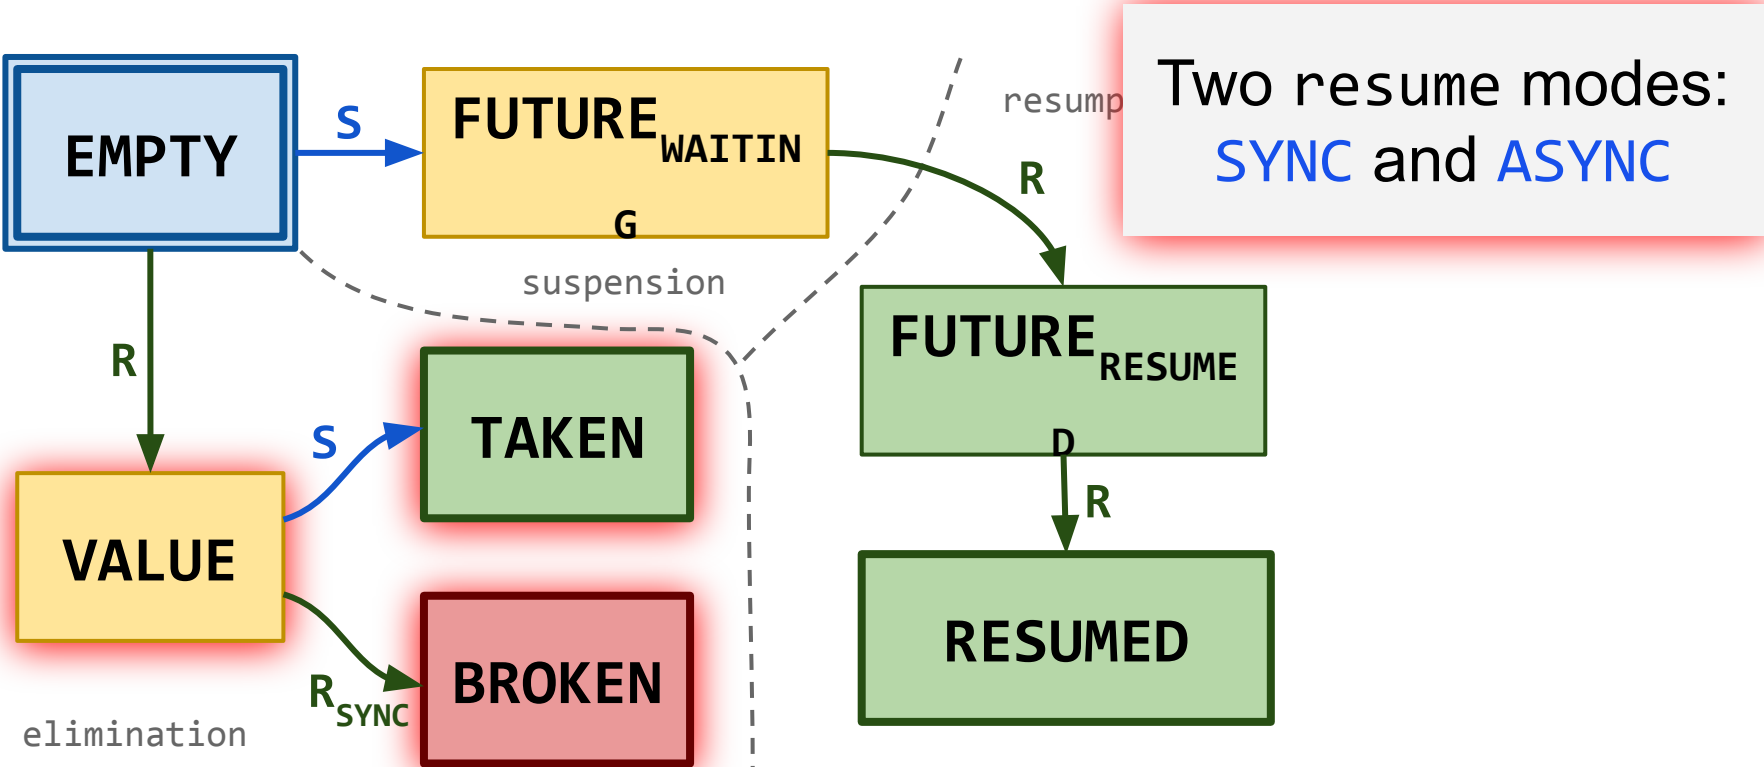 EMPTY
S
FUTURE WAITIN
G
resump
Two resume modes:
SYNC and ASYNC
R
suspension
R
FUTURE RESUME
D
TAKEN
S
R
VALUE
BROKEN
R SYNC
RESUMED
elimination